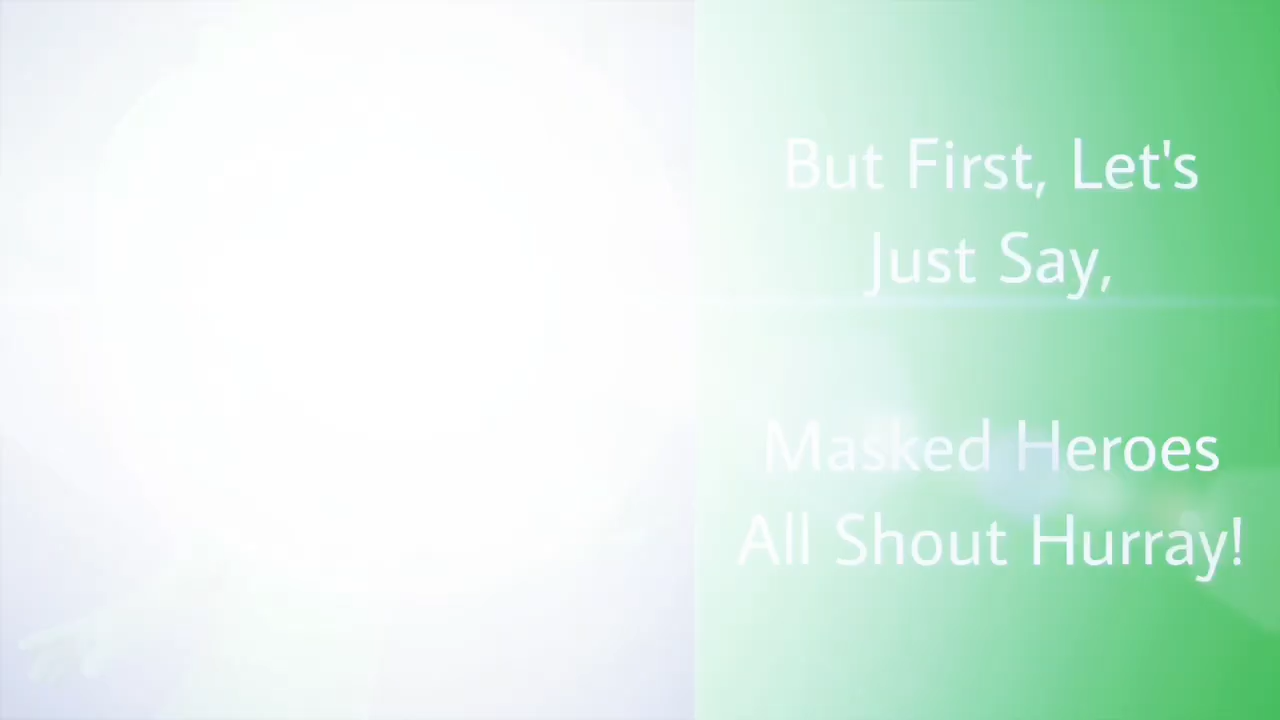 But First, Let's
Just Say,
Masked Heroes
All Shout Hurray!